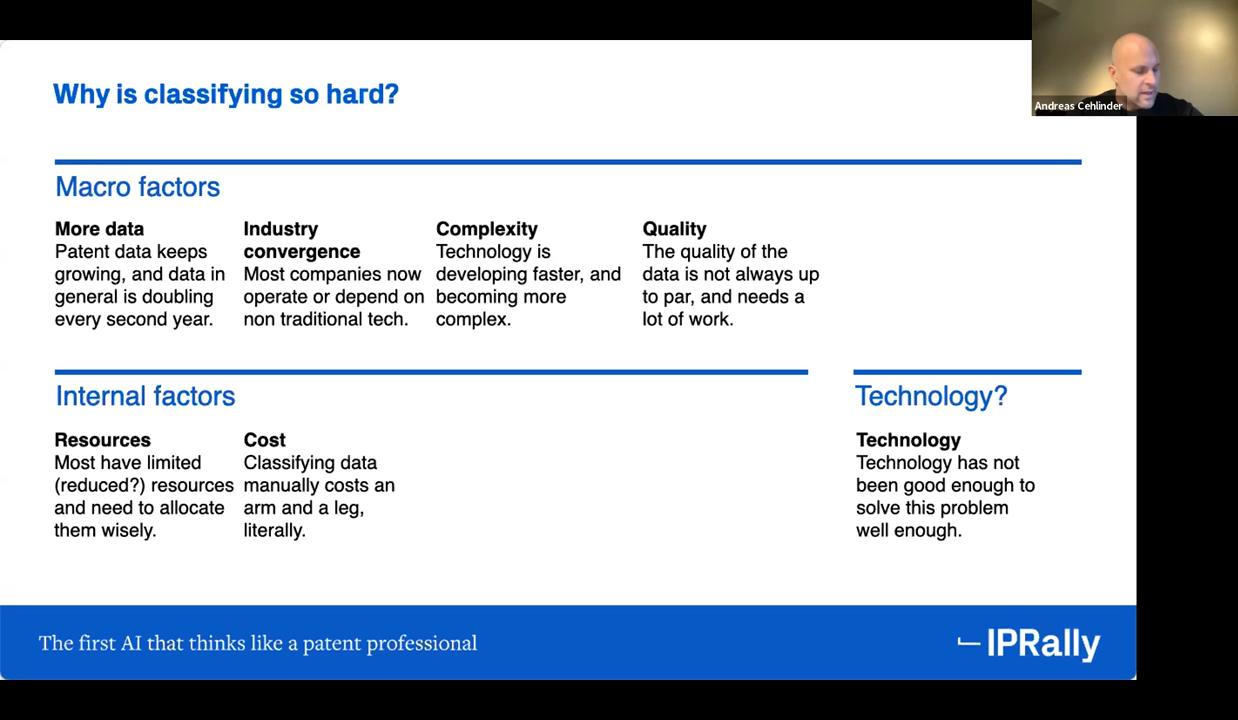 Why is classifying so hard?
Andreas Cehlinder
Macro factors
More data
Patent data keeps
growing, and data in
general is doubling
every second year.
Industry
convergence
Most companies now
operate or depend on
non traditional tech.
Complexity
Technology is
developing faster, and
becoming more
complex.
Quality
The quality of the
data is not always up
to par, and needs a
lot of work.
Internal factors
Resources
Most have limited
(reduced?) resources
and need to allocate
them wisely.
Cost
Classifying data
manually costs an
arm and a leg,
literally.
Technology?
Technology
Technology has not
been good enough to
solve this problem
well enough.
The first AI that thinks like a patent professional
IPRally